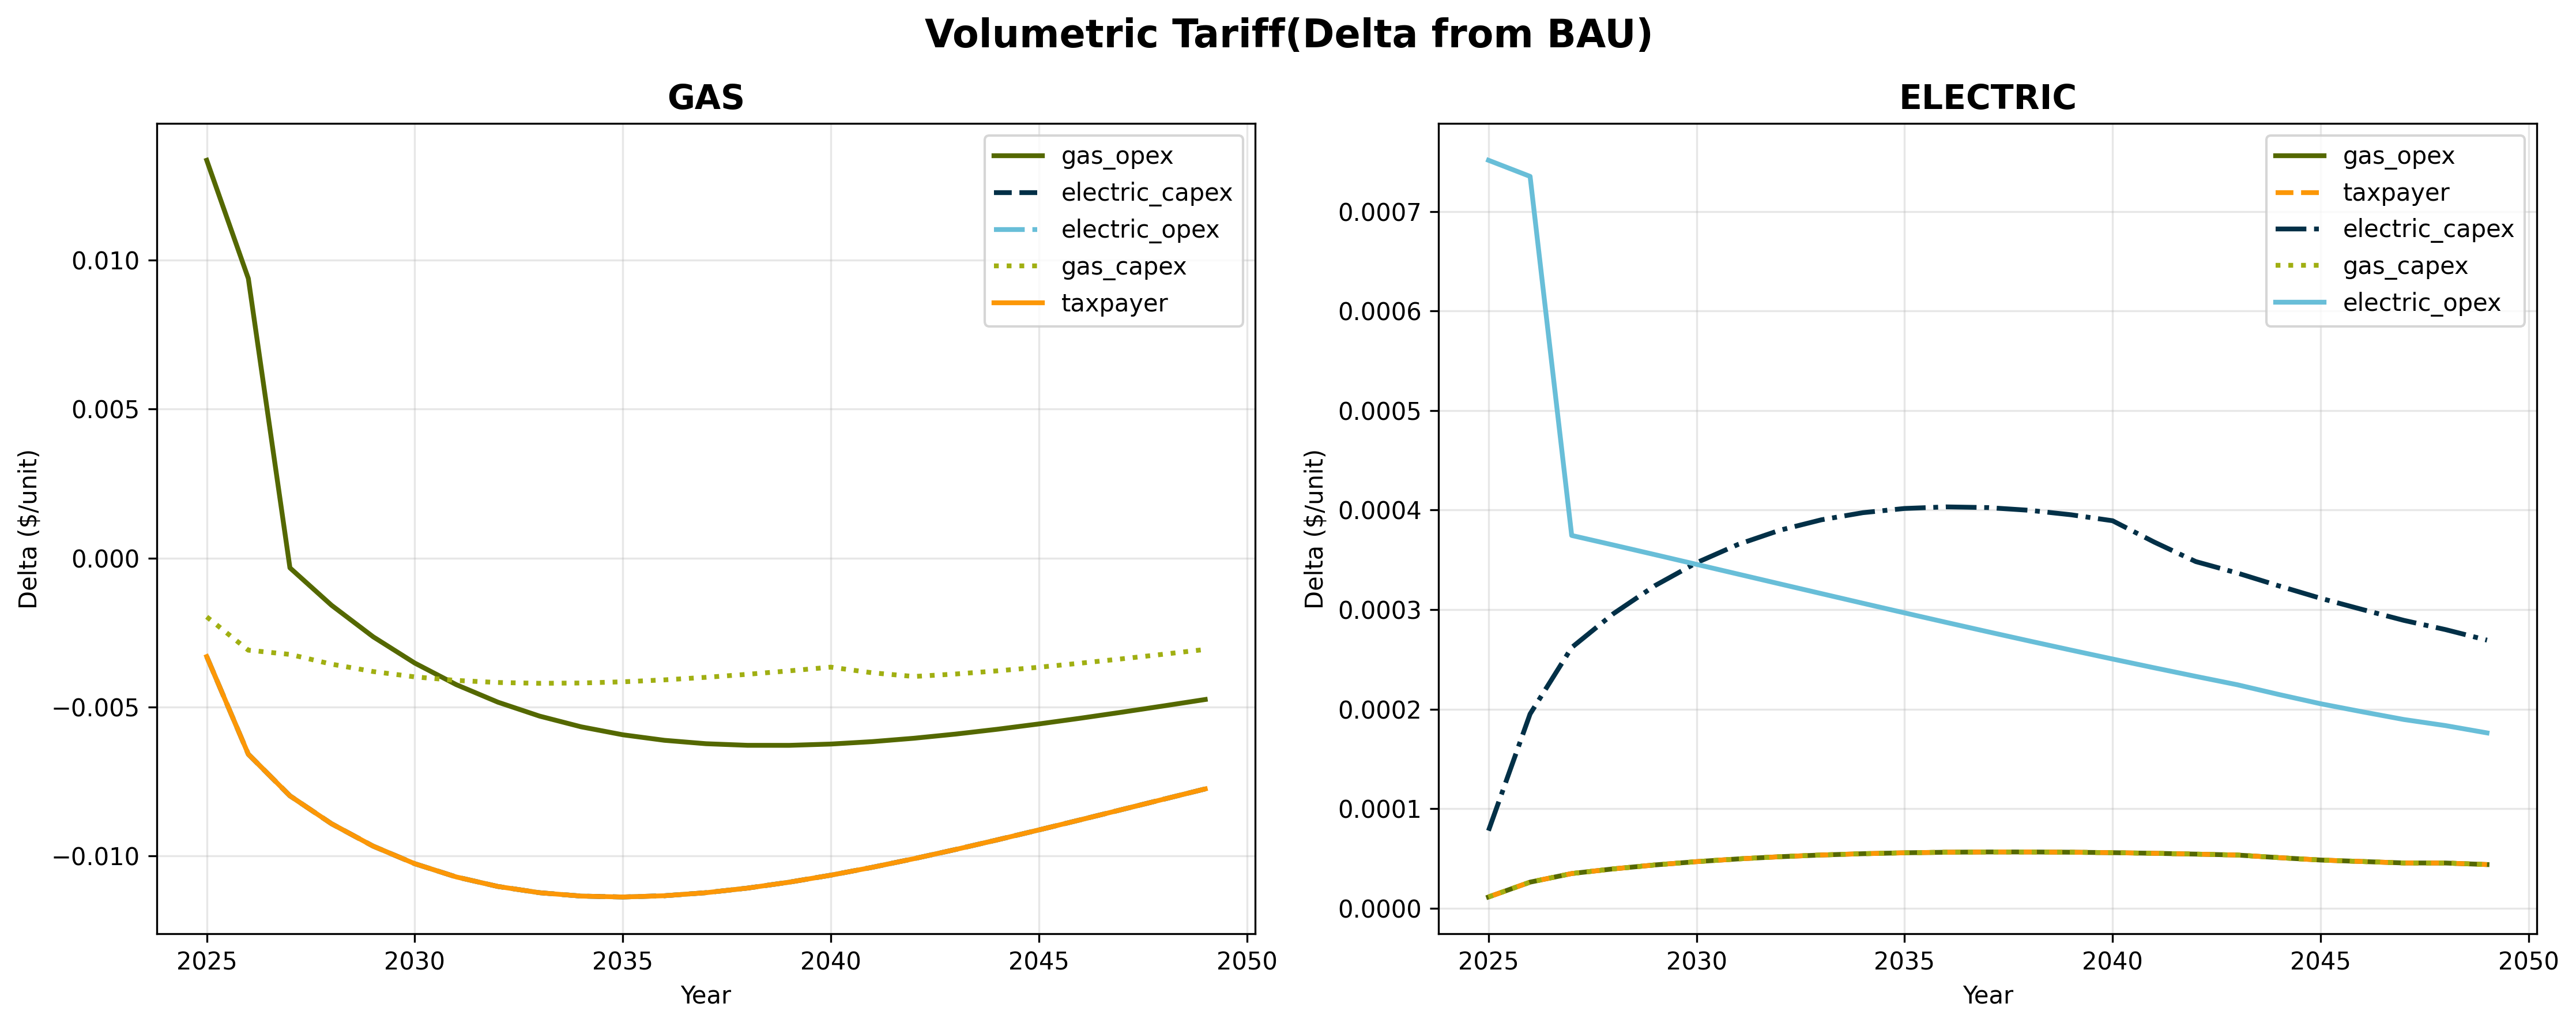 Volumetric Tariff(Delta from BAU)
GAS
Delta ($/unit)
0.010
0.005
0.000
−0.005
−0.010
2025 2030 2035 2040 2045 2050
Year
gas_opex
electric_capex
electric_opex
gas_capex
taxpayer
ELECTRIC
Delta ($/unit)
0.0007
0.0006
0.0005
0.0004
0.0003
0.0002
0.0001
0.0000
2025 2030 2035 2040 2045 2050
Year
gas_opex
taxpayer
electric_capex
gas_capex
electric_opex